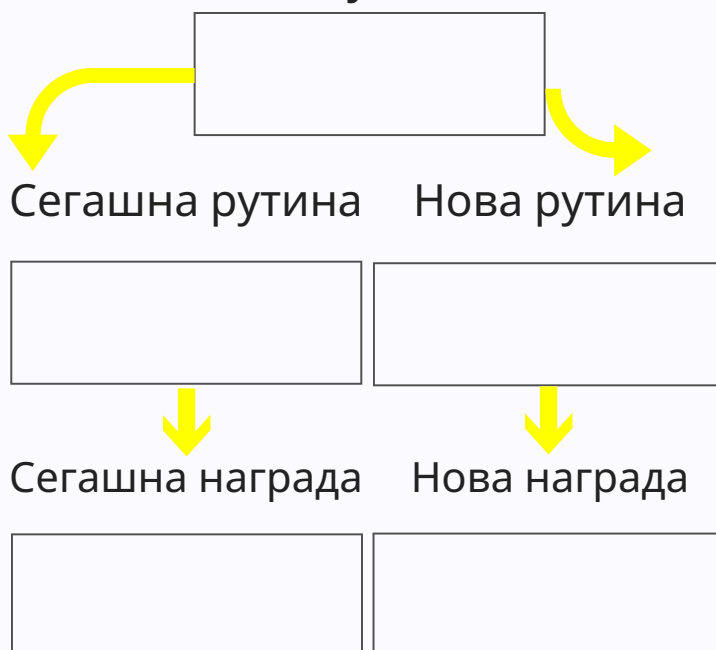 Сегашна рутина
Нова рутина
Сегашна награда
Нова награда